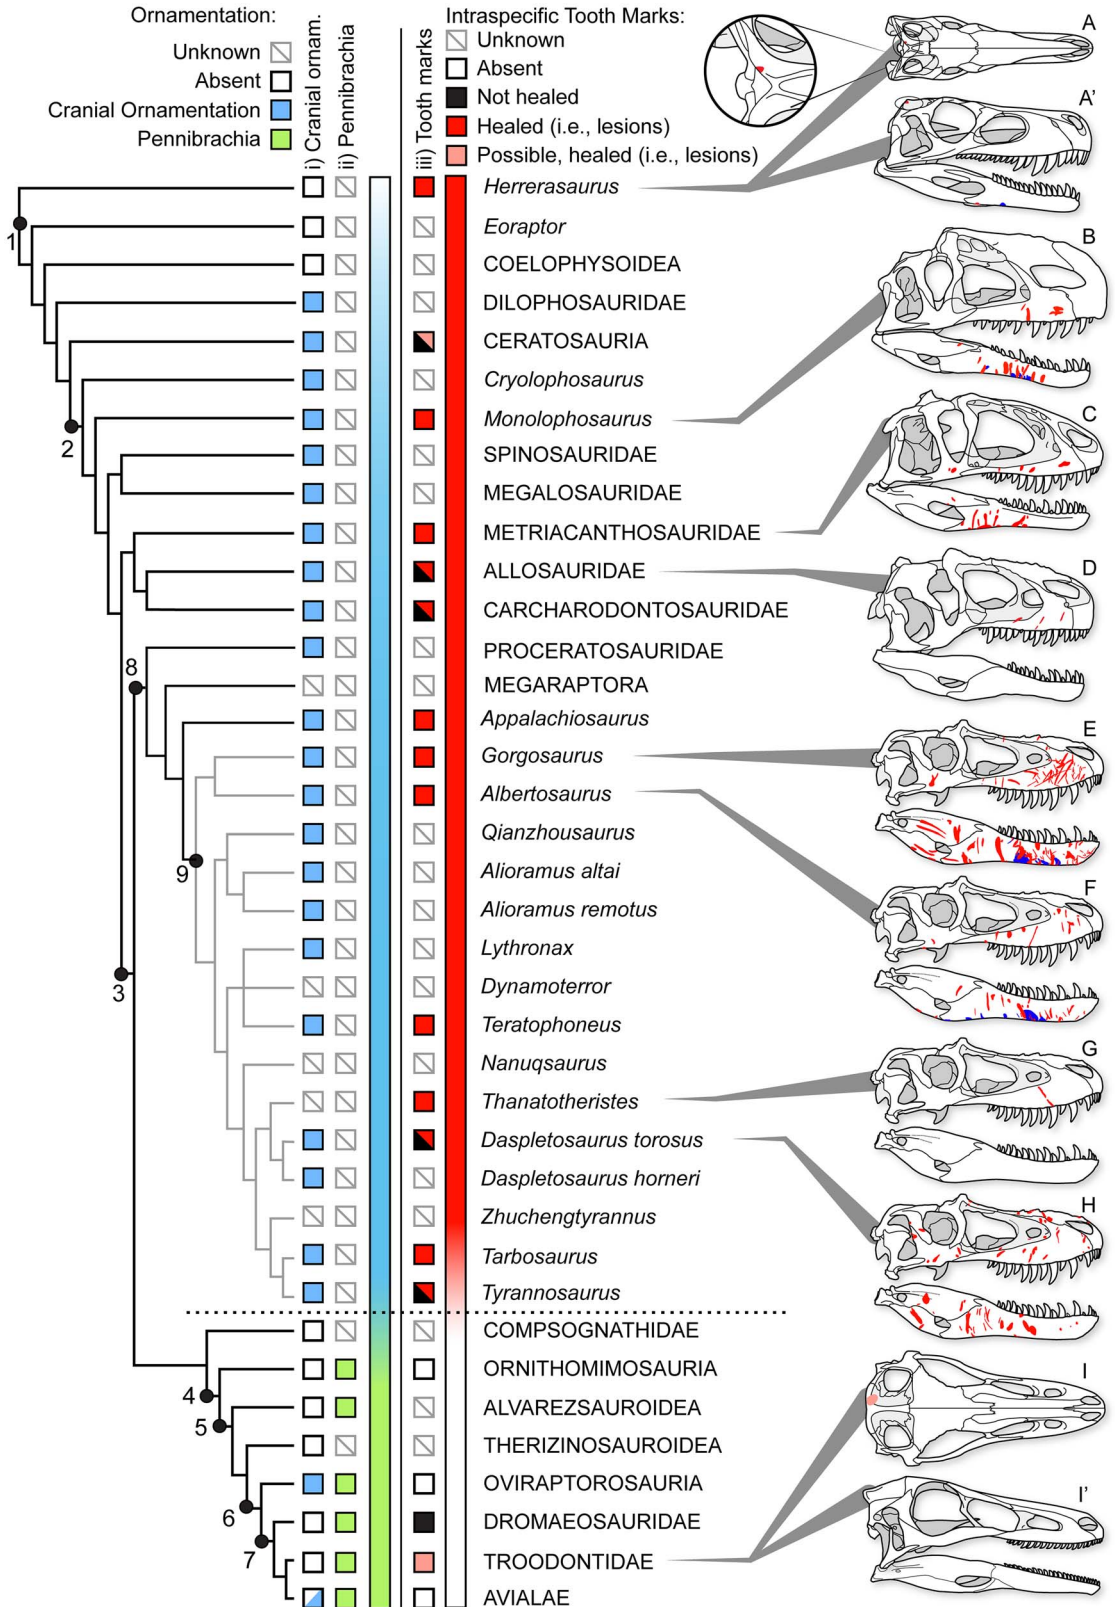 Ornamentation:
Unknown
Absent
Cranial Ornamentation
Pennibrachia
i) Cranial ornam.
ii) Pennibrachia
iii) Tooth marks
Intraspecific Tooth Marks:
Unknown
Absent
Not healed
Healed (i.e., lesions)
Possible, healed (i.e., lesions)
Herrerasaurus
Eoraptor
COELOPHYSOIDEA
DILOPHOSAURIDAE
CERATOSAURIA
Cryolophosaurus
Monolophosaurus
SPINOSAURIDAE
MEGALOSAURIDAE
METRIACANTHOSAURIDAE
ALLOSAURIDAE
CARCHARODONTOSAURIDAE
PROCERATOSAURIDAE
MEGARAPTORA
Appalachiosaurus
Gorgosaurus
Albertosaurus
Qianzhousaurus
Alioramus altai
Alioramus remotus
Lythronax
Dynamoterror
Teratophoneus
Nanuqsaurus
Thanatotheristes
Daspletosaurus torosus
Daspletosaurus horneri
Zhuchengtyrannus
Tarbosaurus
Tyrannosaurus
COMPSOGNATHIDAE
ORNITHOMIMOSAURIA
ALVAREZSAUROIDEA
THERIZINOSAUROIDEA
OVIRAPTOROSAURIA
DROMAEOSAURIDAE
TROODONTIDAE
AVIALAE
1
2
8
9
3
4
5
6
7
A
A'
B
C
D
E
F
G
H
I
I'